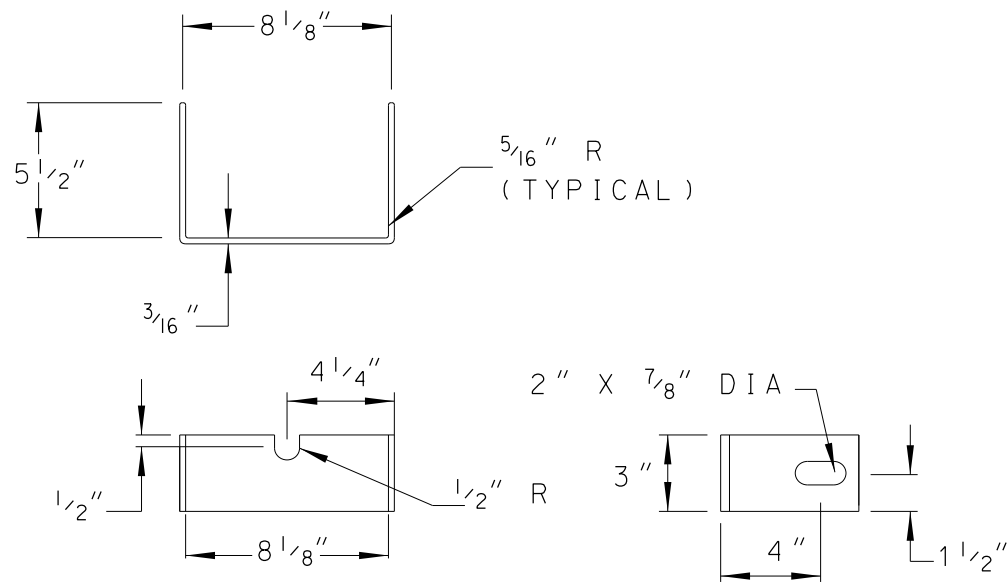 8 1/8"
5 1/2"
5/16" R
(TYPICAL)
3/16"
4 1/4"
2" X 7/8" DIA
1/2"
1/2" R
8 1/8"
3"
4"
1 1/2"